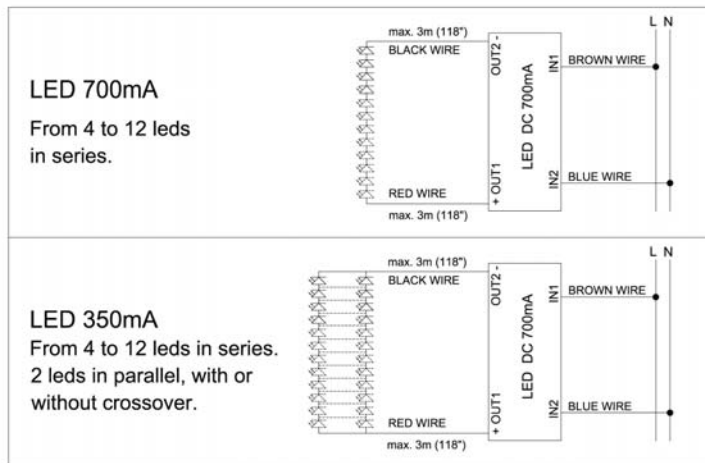 LED 700mA
From 4 to 12 leds
in series.
max. 3m (118")
BLACK WIRE
RED WIRE
max. 3m (118")
OUT2 -
+ OUT1
LED DC 700mA
IN1
IN2
BROWN WIRE
BLUE WIRE
L N
LED 350mA
From 4 to 12 leds in series.
2 leds in parallel, with or
without crossover.
max. 3m (118")
BLACK WIRE
RED WIRE
max. 3m (118")
OUT2 -
+ OUT1
LED DC 700mA
IN1
IN2
BROWN WIRE
BLUE WIRE
L N